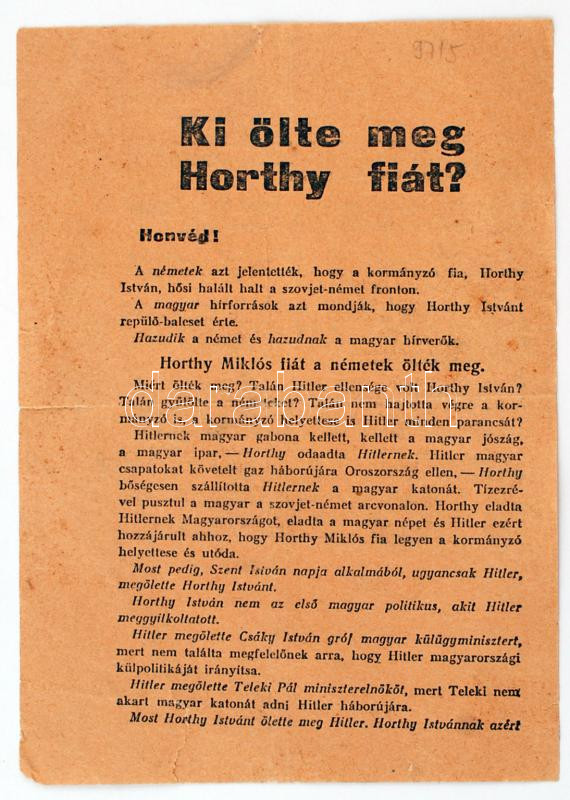 9715
Ki ölte meg
Horthy fiát?
Honvéd!
A németek azt jelentették, hogy a kormányzó fia, Horthy
István, hősi halált halt a szovjet-német fronton.
A magyar hírforrások azt mondják, hogy Horthy Istvánt
repülő-baleset érte.
Hazudik a német és hazudnak a magyar hírverők.
Horthy Miklós fiát a németek ölték meg.
Miért ölték meg? Talán Hitler ellensége volt Horthy István?
Talán gyűlölte a németeket? Talán nem hajtotta végre a kor-
mányzó is, a kormányzó helyettese is Hitler minden parancsát?
Hitlernek magyar gabona kellett, kellett a magyar jószág,
a magyar ipar, — Horthy odaadta Hitlernek. Hitler magyar
csapatokat követelt gaz háborújára Oroszország ellen, — Horthy
bőségesen szállította Hitlernek a magyar katonát. Tízezré-
vel pusztul a magyar a szovjet-német arcvonalon. Horthy eladta
Hitlernek Magyarországot, eladta a magyar népet és Hitler ezért
hozzájárult ahhoz, hogy Horthy Miklós fia legyen a kormányzó
helyettese és utóda.
Most pedig, Szent István napja alkalmából, ugyancsak Hitler,
megölette Horthy Istvánt.
Horthy István nem az első magyar politikus, akit Hitler
meggyilkoltatott.
Hitler megölette Csáky István gróf magyar külügyminisztert,
mert nem találta megfelelőnek arra, hogy Hitler magyarországi
külpolitikáját irányítsa.
Hitler megölette Teleki Pál miniszterelnököt, mert Teleki nem
akart magyar katonát adni Hitler háborújára.
Most Horthy Istvánt ölette meg Hitler. Horthy Istvánnak azért
darabanth